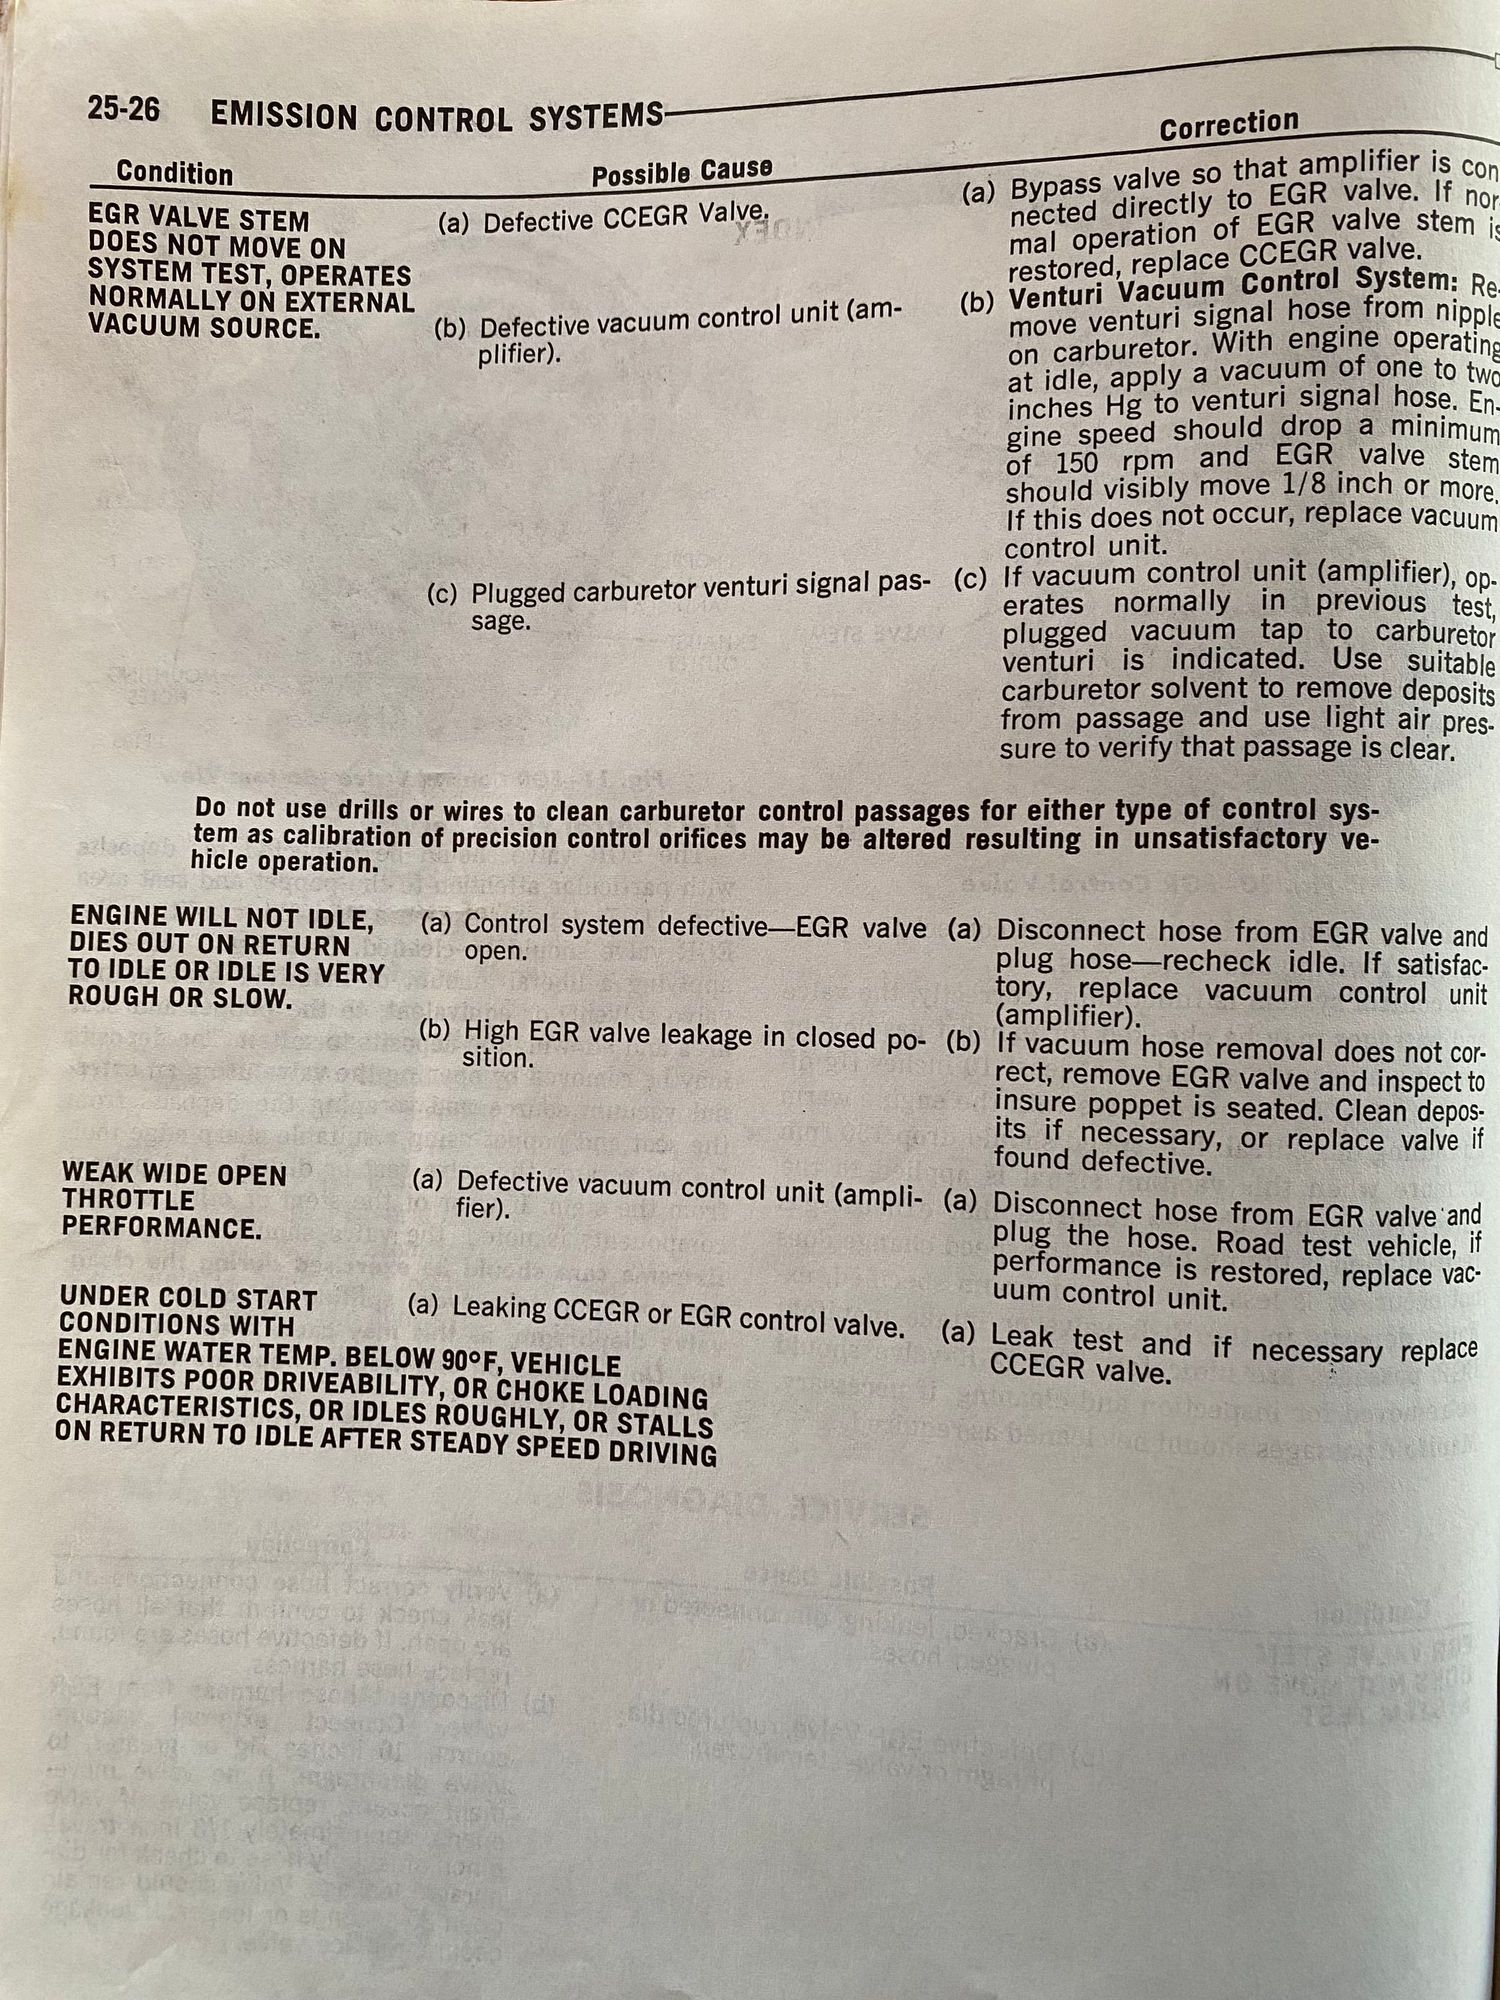 25-26 EMISSION CONTROL SYSTEMS
Condition Possible Cause Correction
EGR VALVE STEM
DOES NOT MOVE ON
SYSTEM TEST, OPERATES
NORMALLY ON EXTERNAL
VACUUM SOURCE.
(a) Defective CCEGR Valve.
(a) Bypass valve so that amplifier is con
nected directly to EGR valve. If nor
mal operation of EGR valve stem is
restored, replace CCEGR valve.
(b) Defective vacuum control unit (am-
plifier).
(b) Venturi Vacuum Control System: Re-
move venturi signal hose from nipple
on carburetor. With engine operating
at idle, apply a vacuum of one to two
inches Hg to venturi signal hose. En-
gine speed should drop a minimum
of 150 rpm and EGR valve stem
should visibly move 1/8 inch or more.
If this does not occur, replace vacuum
control unit.
(c) Plugged carburetor venturi signal pas-
sage.
(c) If vacuum control unit (amplifier), op-
erates normally in previous test,
plugged vacuum tap to carburetor
venturi is indicated. Use suitable
carburetor solvent to remove deposits
from passage and use light air pres-
sure to verify that passage is clear.
Do not use drills or wires to clean carburetor control passages for either type of control sys-
tem as calibration of precision control orifices may be altered resulting in unsatisfactory ve-
hicle operation.
ENGINE WILL NOT IDLE,
DIES OUT ON RETURN
TO IDLE OR IDLE IS VERY
ROUGH OR SLOW.
(a) Control system defective—EGR valve
open.
(a) Disconnect hose from EGR valve and
plug hose—recheck idle. If satisfac-
tory, replace vacuum control unit
(amplifier).
(b) High EGR valve leakage in closed po-
sition.
(b) If vacuum hose removal does not cor-
rect, remove EGR valve and inspect to
insure poppet is seated. Clean depos-
its if necessary, or replace valve if
found defective.
WEAK WIDE OPEN
THROTTLE
PERFORMANCE.
(a) Defective vacuum control unit (ampli-
fier).
(a) Disconnect hose from EGR valve and
plug the hose. Road test vehicle, if
performance is restored, replace vac-
uum control unit.
UNDER COLD START
CONDITIONS WITH
ENGINE WATER TEMP. BELOW 90°F, VEHICLE
EXHIBITS POOR DRIVEABILITY, OR CHOKE LOADING
CHARACTERISTICS, OR IDLES ROUGHLY, OR STALLS
ON RETURN TO IDLE AFTER STEADY SPEED DRIVING
(a) Leaking CCEGR or EGR control valve.
(a) Leak test and if necessary replace
CCEGR valve.